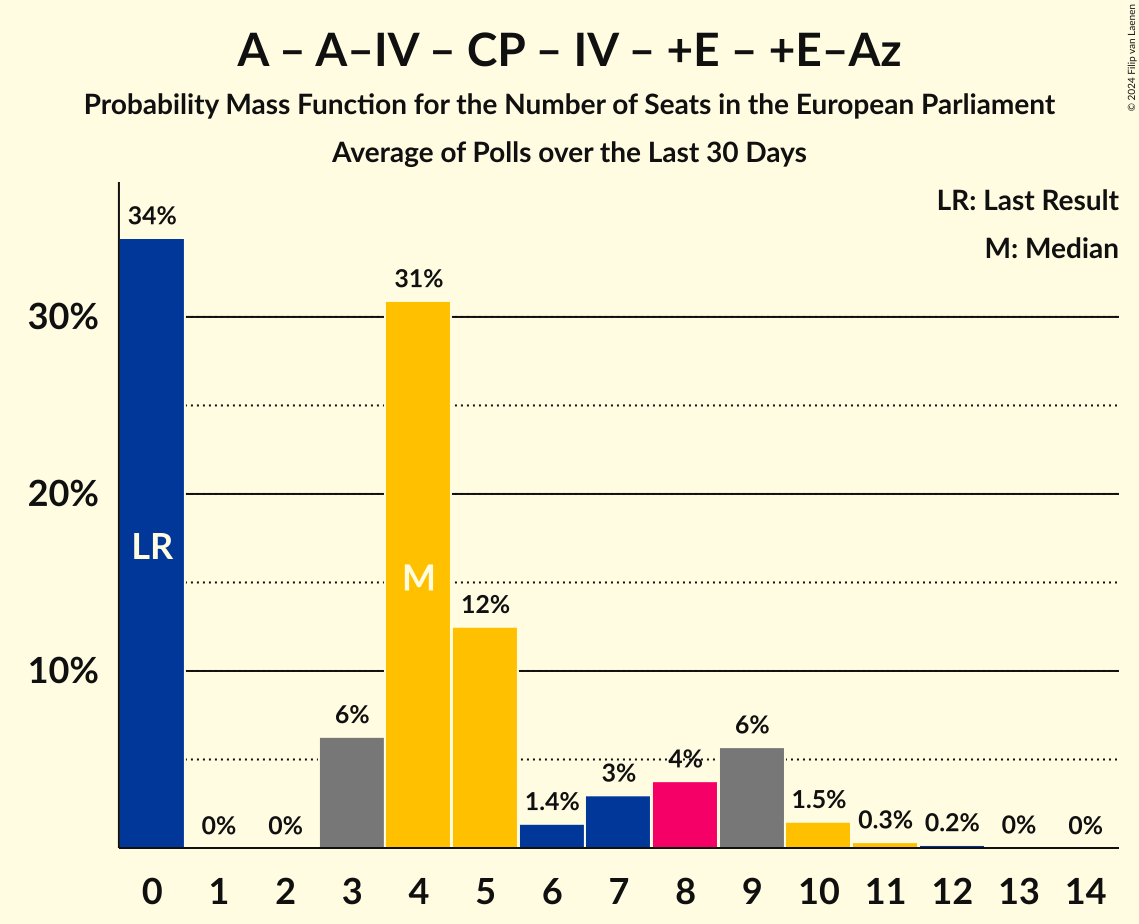 A – A–IV – CP – IV – +E – +E–Az
Probability Mass Function for the Number of Seats in the European Parliament
Average of Polls over the Last 30 Days
© 2024 Filip van Laenen
LR: Last Result
M: Median
34%
31%
30%
20%
LR
M
12%
10%
6%
6%
4%
3%
1.4%
1.5%
0.3%
0.2%
0%
0%
0%
0%
0 1 2 3 4 5 6 7 8 9 10 11 12 13 14